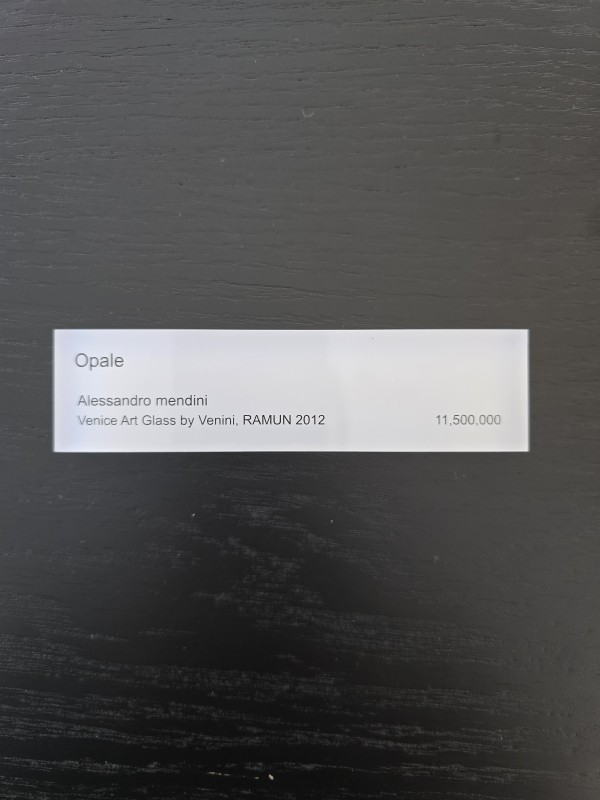 Opale
Alessandro mendini
Venice Art Glass by Venini, RAMUN 2012 11,500,000